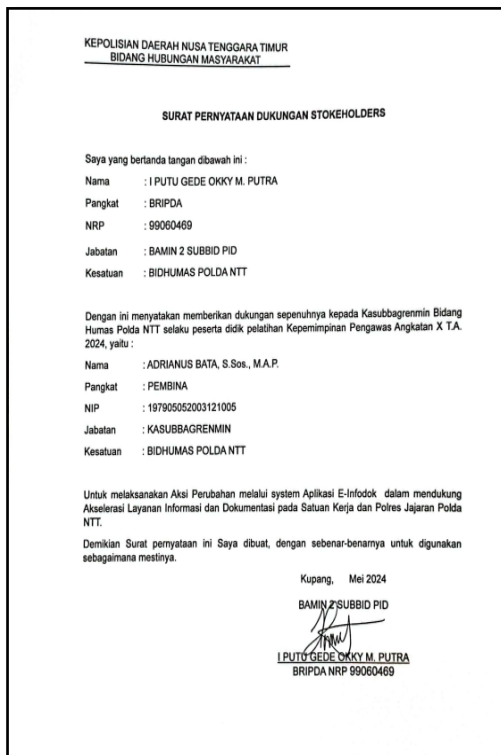 KEPOLISIAN DAERAH NUSA TENGGARA TIMUR
BIDANG HUBUNGAN MASYARAKAT
SURAT PERNYATAAN DUKUNGAN STOKEHOLDERS
Saya yang bertanda tangan dibawah ini :
Nama : I PUTU GEDE OKKY M. PUTRA
Pangkat : BRIPDA
NRP : 99060469
Jabatan : BAMIN 2 SUBBID PID
Kesatuan : BIDHUMAS POLDA NTT
Dengan ini menyatakan memberikan dukungan sepenuhnya kepada Kasubbagrenmin Bidang
Humas Polda NTT selaku peserta didik pelatihan Kepemimpinan Pengawas Angkatan X T.A.
2024, yaitu :
Nama : ADRIANUS BATA, S.Sos., M.A.P.
Pangkat : PEMBINA
NIP : 197905052003121005
Jabatan : KASUBBAGRENMIN
Kesatuan : BIDHUMAS POLDA NTT
Untuk melaksanakan Aksi Perubahan melalui system Aplikasi E-Infodok dalam mendukung
Akselerasi Layanan Informasi dan Dokumentasi pada Satuan Kerja dan Polres Jajaran Polda
NTT.
Demikian Surat pernyataan ini Saya dibuat, dengan sebenar-benarnya untuk digunakan
sebagaimana mestinya.
Kupang, Mei 2024
BAMIN 2 SUBBID PID
I PUTU GEDE OKKY M. PUTRA
BRIPDA NRP 99060469